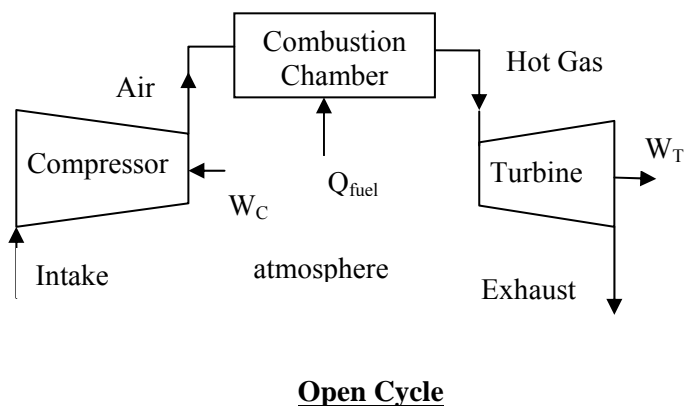 Combustion
Chamber
Hot Gas
Air
Compressor
Turbine
W_T
Q_fuel
W_C
Intake
atmosphere
Exhaust
Open Cycle